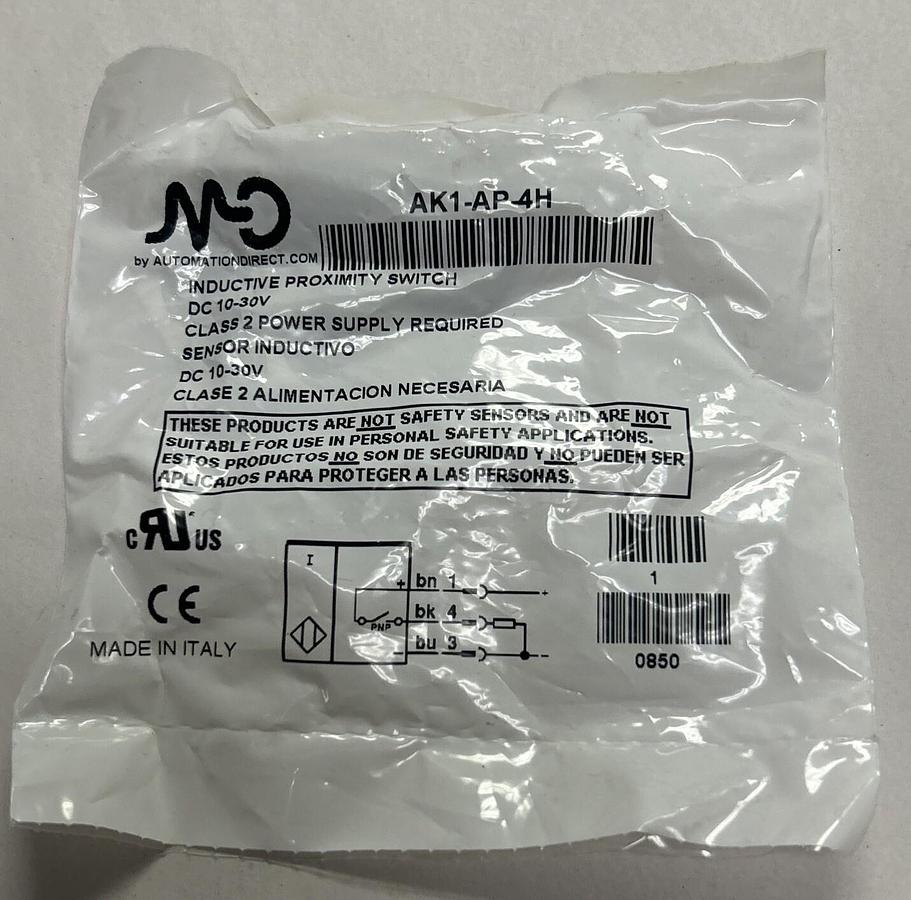 AK1-AP-4H
by AUTOMATIONDIRECT.COM
INDUCTIVE PROXIMITY SWITCH
DC 10-30V
CLASS 2 POWER SUPPLY REQUIRED
SENSOR INDUCTIVO
DC 10-30V
CLASE 2 ALIMENTACION NECESARIA
THESE PRODUCTS ARE NOT SAFETY SENSORS AND ARE NOT
SUITABLE FOR USE IN PERSONAL SAFETY APPLICATIONS.
ESTOS PRODUCTOS NO SON DE SEGURIDAD Y NO PUEDEN SER
APLICADOS PARA PROTEGER A LAS PERSONAS.
c RU US
CE
MADE IN ITALY
I
+ bn 1 +
bk 4
PNP
- bu 3 -
1
0850